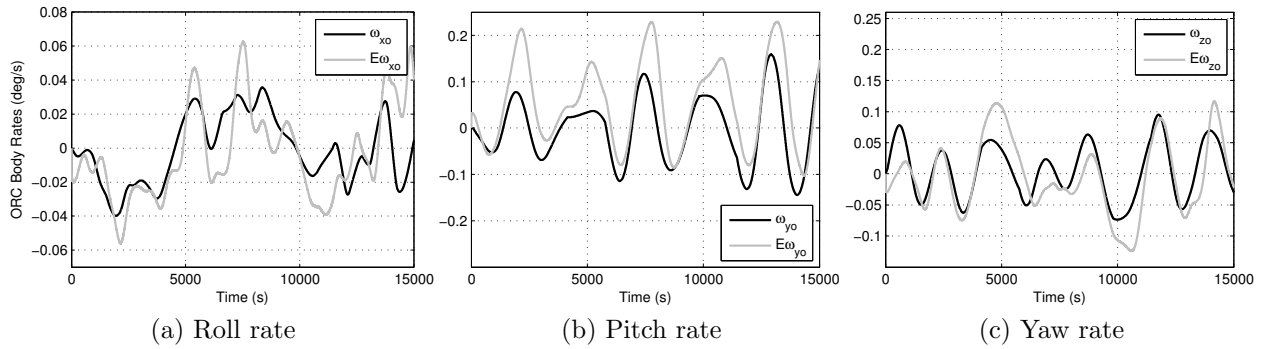 ORC Body Rates (deg/s)
0.08
0.06
0.04
0.02
0
−0.02
−0.04
−0.06
0
5000
10000
15000
Time (s)
ω_xo
Eω_xo
(a) Roll rate
0.2
0.1
0
−0.1
−0.2
0
5000
10000
15000
Time (s)
ω_yo
Eω_yo
(b) Pitch rate
0.25
0.2
0.15
0.1
0.05
0
−0.05
−0.1
0
5000
10000
15000
Time (s)
ω_zo
Eω_zo
(c) Yaw rate